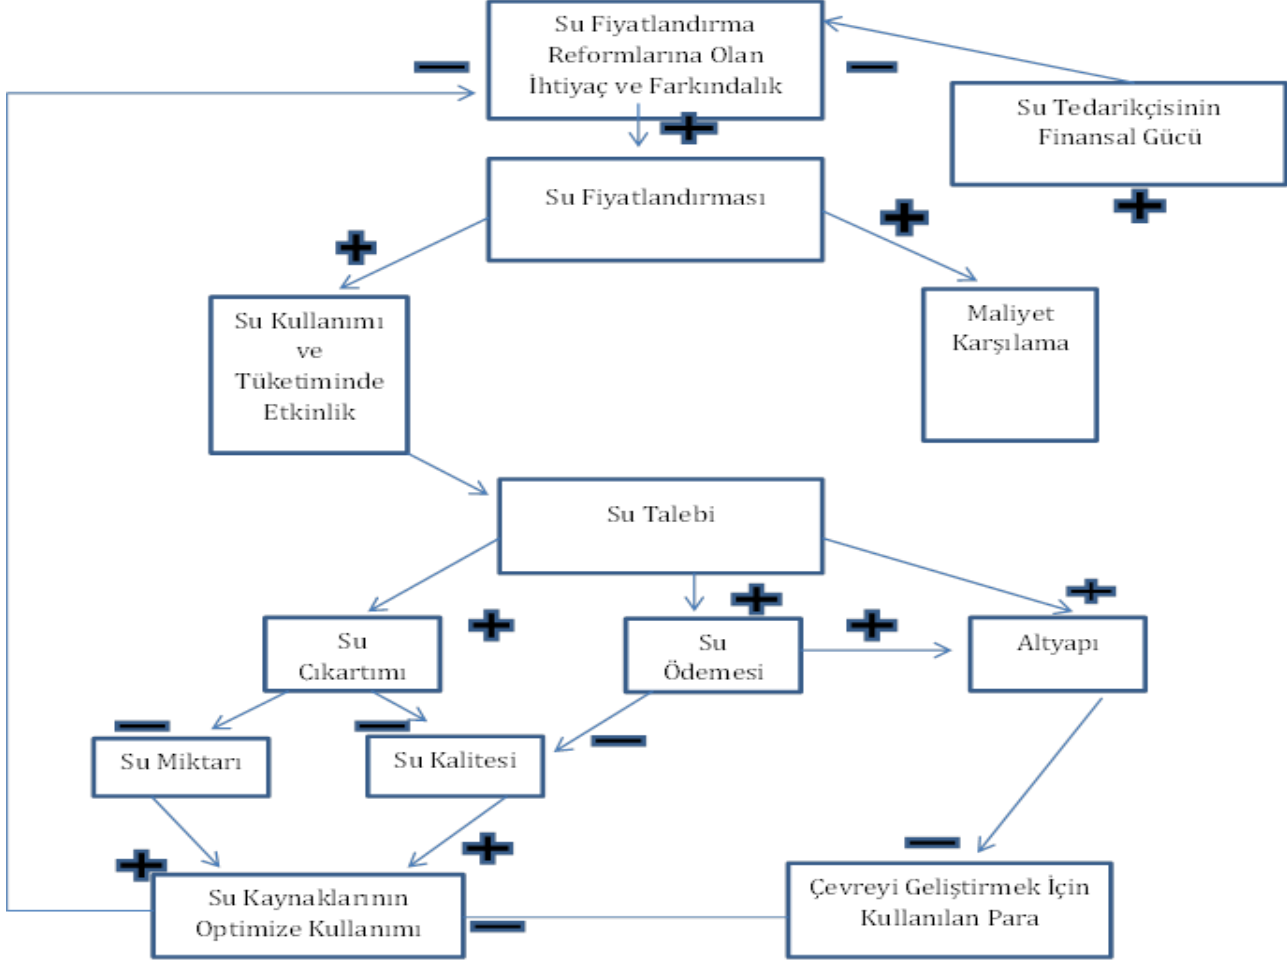 Su Fiyatlandırma
Reformlarına Olan
İhtiyaç ve Farkındalık
Su Tedarikçisinin
Finansal Gücü
Su Fiyatlandırması
Su Kullanımı
ve
Tüketiminde
Etkinlik
Maliyet
Karşılama
Su Talebi
Su
Çıkartımı
Su
Ödemesi
Altyapı
Su Miktarı
Su Kalitesi
Su Kaynaklarının
Optimize Kullanımı
Çevreyi Geliştirmek İçin
Kullanılan Para